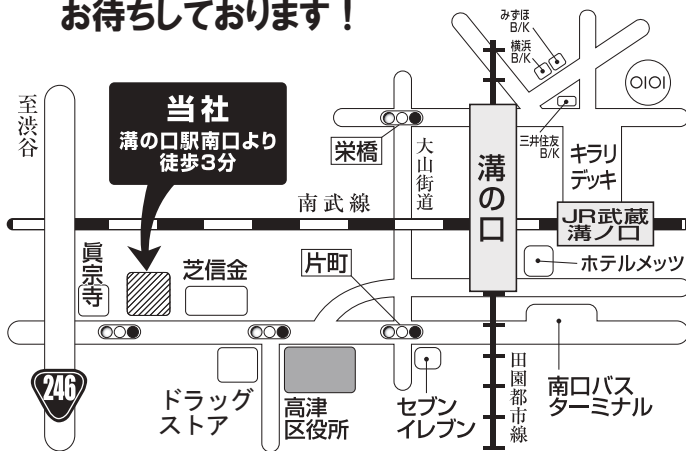 お待ちしております！
みずほ
B/K
横浜
B/K
OIOI
至渋谷
当社
溝の口駅南口より
徒歩3分
栄橋
大山街道
溝の口
三井住友
B/K
キラリ
デッキ
南武線
JR武蔵
溝ノ口
眞宗寺
芝信金
片町
ホテルメッツ
246
ドラッグ
ストア
高津
区役所
セブン
イレブン
田園都市線
南口バス
ターミナル